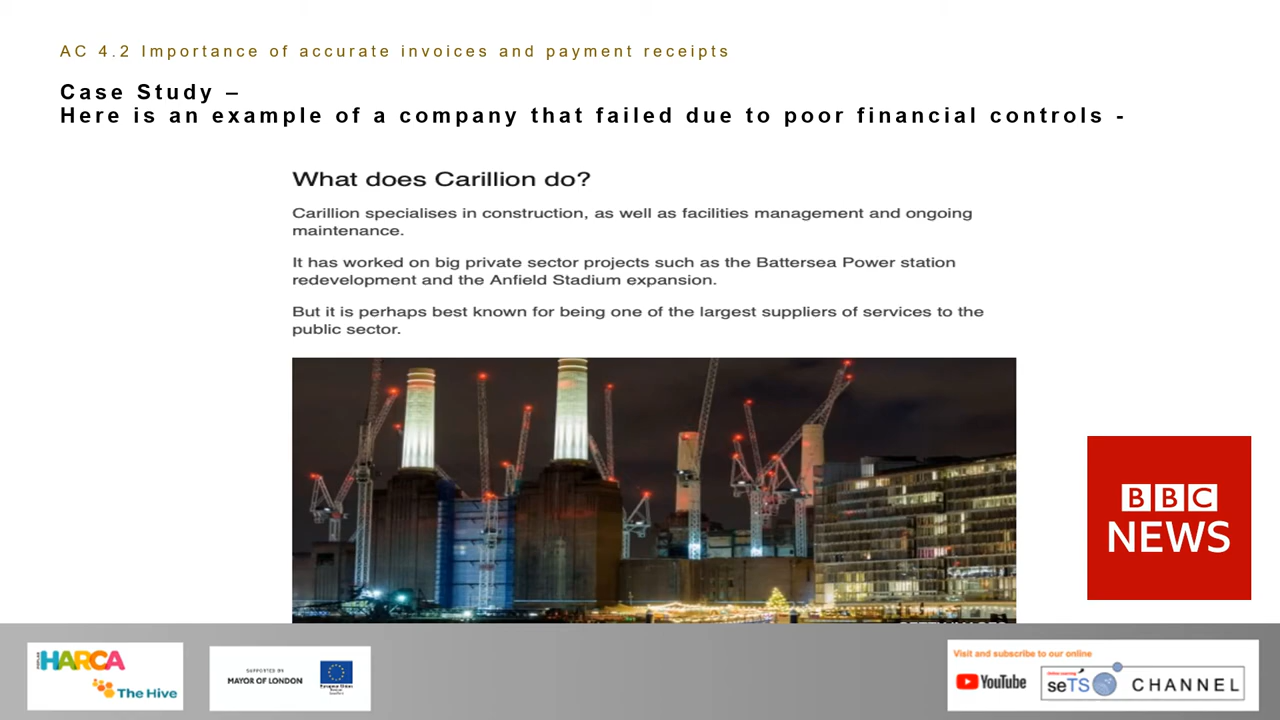 AC 4.2 Importance of accurate invoices and payment receipts
Case Study –
Here is an example of a company that failed due to poor financial controls -
What does Carillion do?
Carillion specialises in construction, as well as facilities management and ongoing
maintenance.
It has worked on big private sector projects such as the Battersea Power station
redevelopment and the Anfield Stadium expansion.
But it is perhaps best known for being one of the largest suppliers of services to the
public sector.
BBC
NEWS
HARCA
The Hive
SUPPORTED BY
MAYOR OF LONDON
European Union
Visit and subscribe to our online
YouTube
seTS CHANNEL